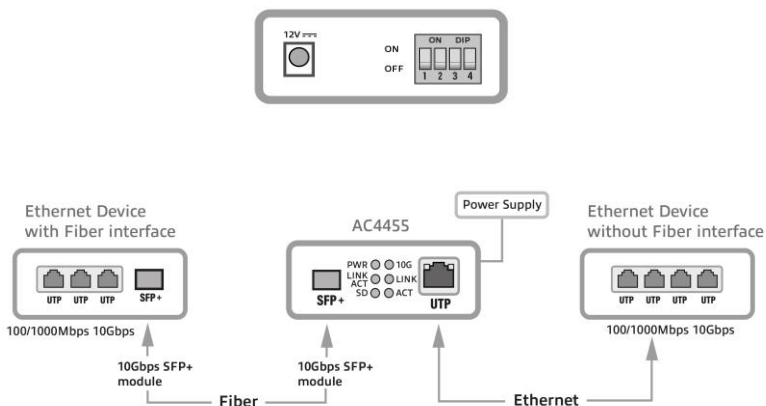 12V
ON DIP
ON
OFF
1 2 3 4
Ethernet Device
with Fiber interface
UTP UTP UTP SFP+
100/1000Mbps 10Gbps
10Gbps SFP+
module
AC4455
Power Supply
PWR 10G
LINK
ACT LINK
SD ACT
SFP+ UTP
10Gbps SFP+
module
Fiber
Ethernet Device
without Fiber interface
UTP UTP UTP UTP
100/1000Mbps 10Gbps
Ethernet